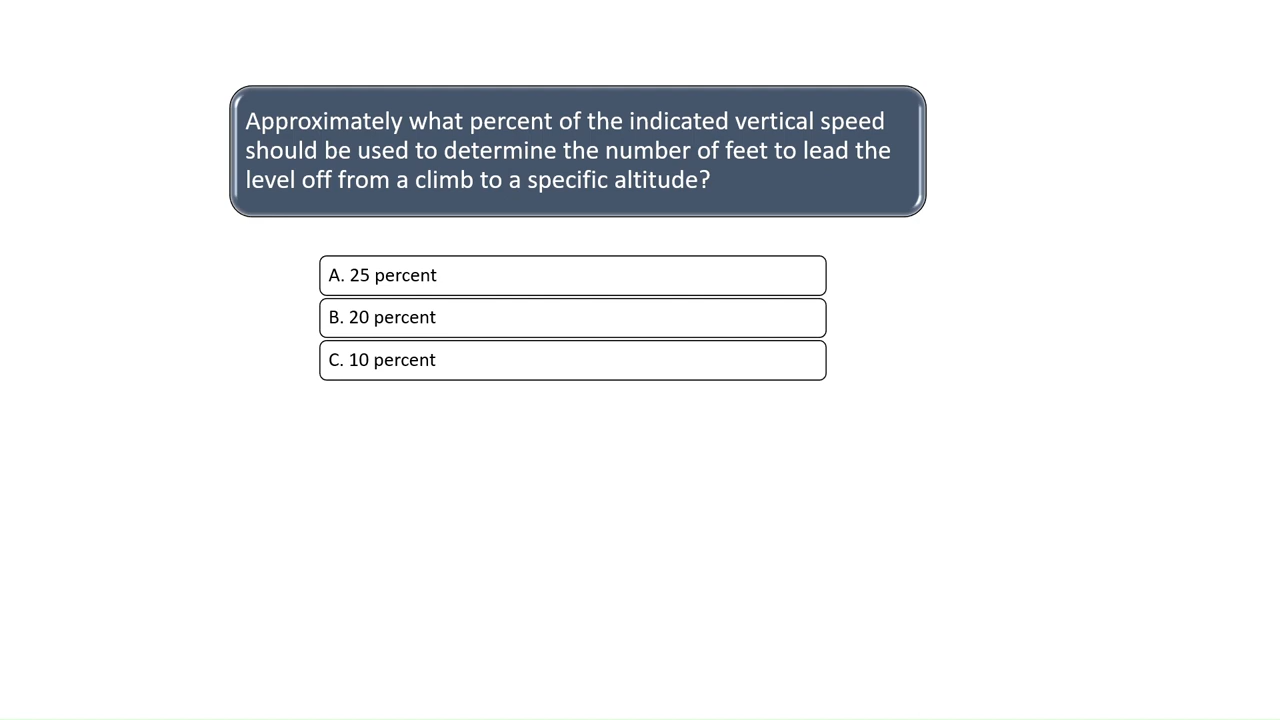 Approximately what percent of the indicated vertical speed
should be used to determine the number of feet to lead the
level off from a climb to a specific altitude?
A. 25 percent
B. 20 percent
C. 10 percent